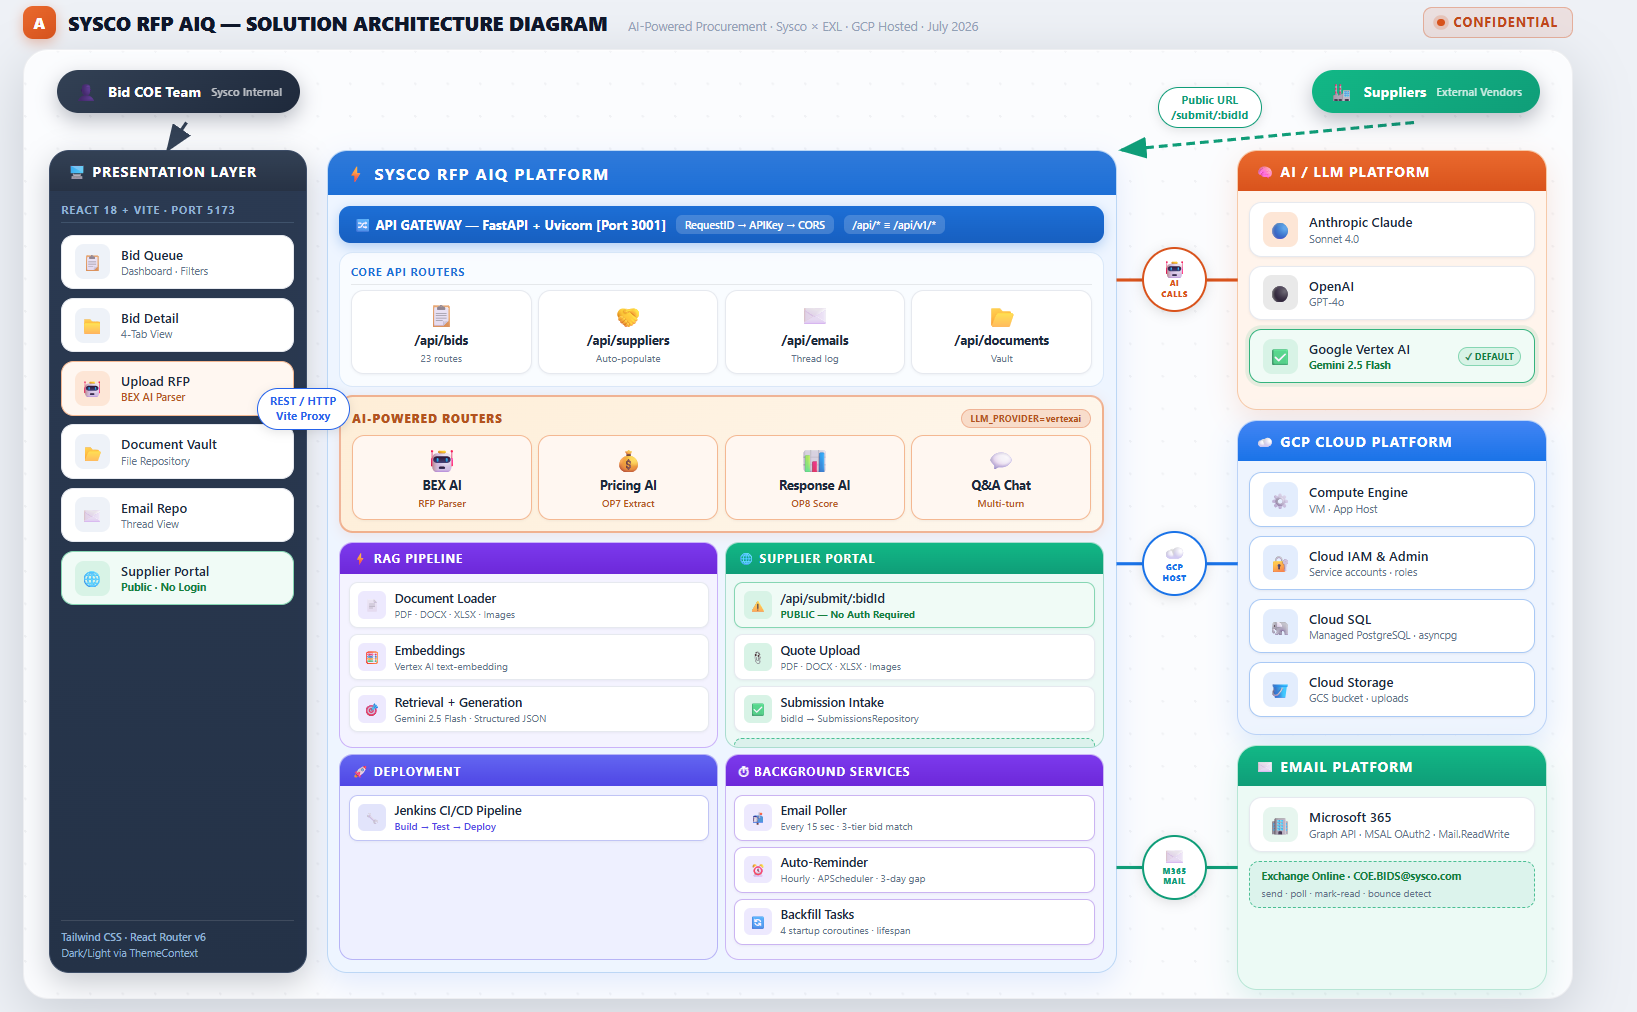 A
SYSCO RFP AIQ — SOLUTION ARCHITECTURE DIAGRAM
AI-Powered Procurement · Sysco × EXL · GCP Hosted · July 2026
CONFIDENTIAL
Bid COE Team Sysco Internal
Public URL
/submit/:bidId
Suppliers External Vendors
PRESENTATION LAYER
REACT 18 + VITE · PORT 5173
Bid Queue
Dashboard · Filters
Bid Detail
4-Tab View
Upload RFP
BEX AI Parser
Document Vault
File Repository
Email Repo
Thread View
Supplier Portal
Public · No Login
Tailwind CSS · React Router v6
Dark/Light via ThemeContext
REST / HTTP
Vite Proxy
SYSCO RFP AIQ PLATFORM
API GATEWAY — FastAPI + Uvicorn [Port 3001]
RequestID → APIKey → CORS
/api/* ≡ /api/v1/*
CORE API ROUTERS
/api/bids
23 routes
/api/suppliers
Auto-populate
/api/emails
Thread log
/api/documents
Vault
AI-POWERED ROUTERS
LLM_PROVIDER=vertexai
BEX AI
RFP Parser
Pricing AI
OP7 Extract
Response AI
OP8 Score
Q&A Chat
Multi-turn
RAG PIPELINE
Document Loader
PDF · DOCX · XLSX · Images
Embeddings
Vertex AI text-embedding
Retrieval + Generation
Gemini 2.5 Flash · Structured JSON
SUPPLIER PORTAL
/api/submit/:bidId
PUBLIC — No Auth Required
Quote Upload
PDF · DOCX · XLSX · Images
Submission Intake
bidId → SubmissionsRepository
DEPLOYMENT
Jenkins CI/CD Pipeline
Build → Test → Deploy
BACKGROUND SERVICES
Email Poller
Every 15 sec · 3-tier bid match
Auto-Reminder
Hourly · APScheduler · 3-day gap
Backfill Tasks
4 startup coroutines · lifespan
AI
CALLS
GCP
HOST
M365
MAIL
AI / LLM PLATFORM
Anthropic Claude
Sonnet 4.0
OpenAI
GPT-4o
Google Vertex AI
Gemini 2.5 Flash
✓ DEFAULT
GCP CLOUD PLATFORM
Compute Engine
VM · App Host
Cloud IAM & Admin
Service accounts · roles
Cloud SQL
Managed PostgreSQL · asyncpg
Cloud Storage
GCS bucket · uploads
EMAIL PLATFORM
Microsoft 365
Graph API · MSAL OAuth2 · Mail.ReadWrite
Exchange Online · COE.BIDS@sysco.com
send · poll · mark-read · bounce detect